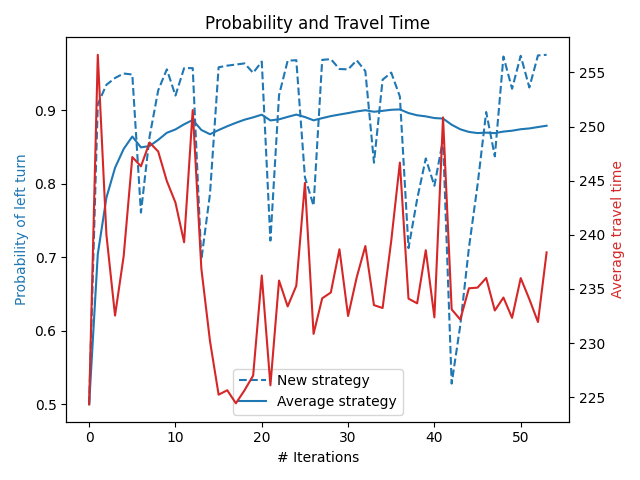 Probability and Travel Time
Probability of left turn
0.9
0.8
0.7
0.6
0.5
255
250
245
240
235
230
225
Average travel time
New strategy
Average strategy
0 10 20 30 40 50
# Iterations